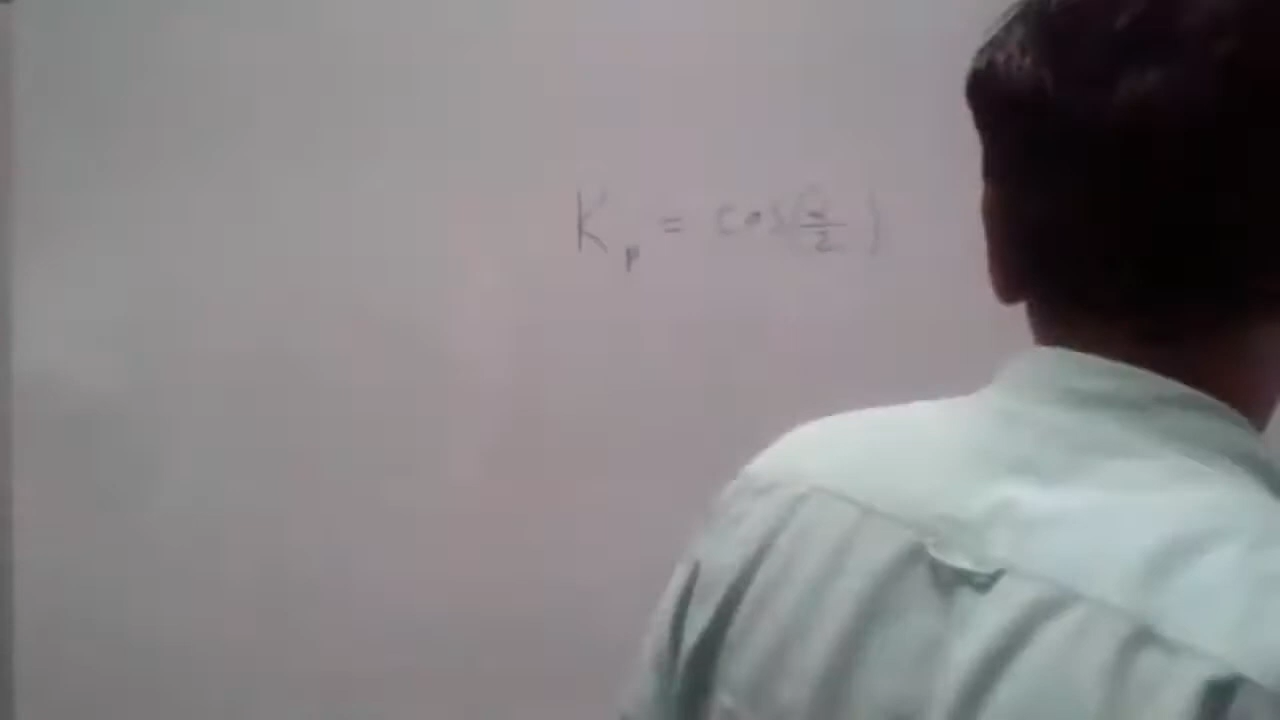 Kp = cos(α/2)